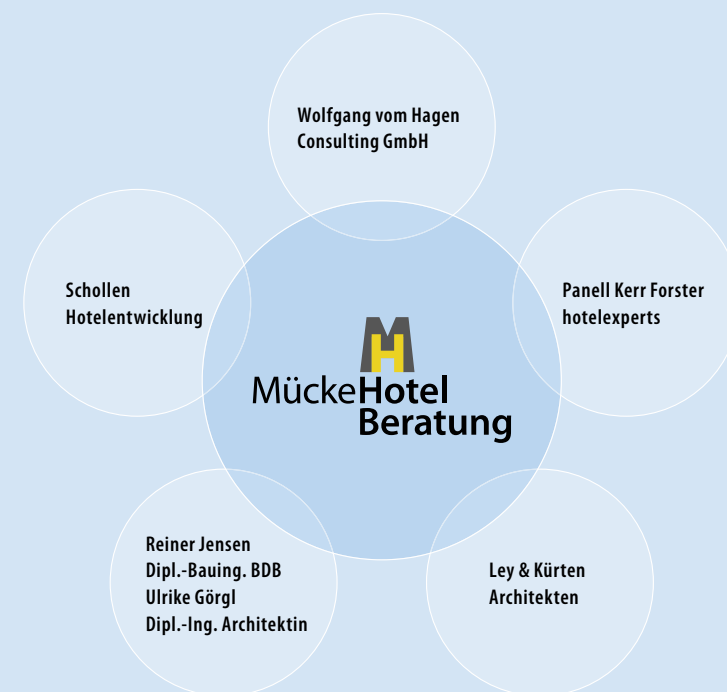 Wolfgang vom Hagen
Consulting GmbH
Schollen
Hotelentwicklung
Panell Kerr Forster
hotelexperts
MH
MückeHotel
Beratung
Reiner Jensen
Dipl.-Bauing. BDB
Ulrike Görgl
Dipl.-Ing. Architektin
Ley & Kürten
Architekten